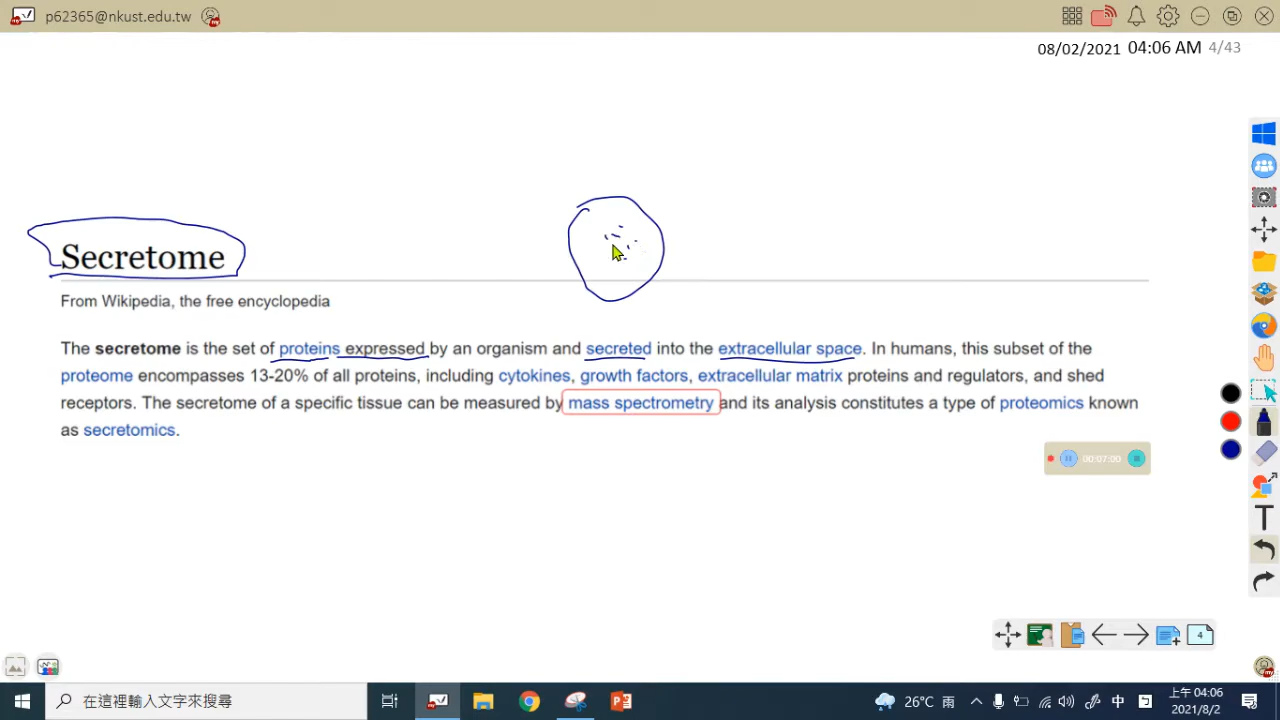 p62365@nkust.edu.tw
08/02/2021 04:06 AM 4/43
Secretome
From Wikipedia, the free encyclopedia
The secretome is the set of proteins expressed by an organism and secreted into the extracellular space. In humans, this subset of the
proteome encompasses 13-20% of all proteins, including cytokines, growth factors, extracellular matrix proteins and regulators, and shed
receptors. The secretome of a specific tissue can be measured by mass spectrometry and its analysis constitutes a type of proteomics known
as secretomics.
00:07:00
T
4
在這裡輸入文字來搜尋
26°C 雨
中
上午 04:06
2021/8/2